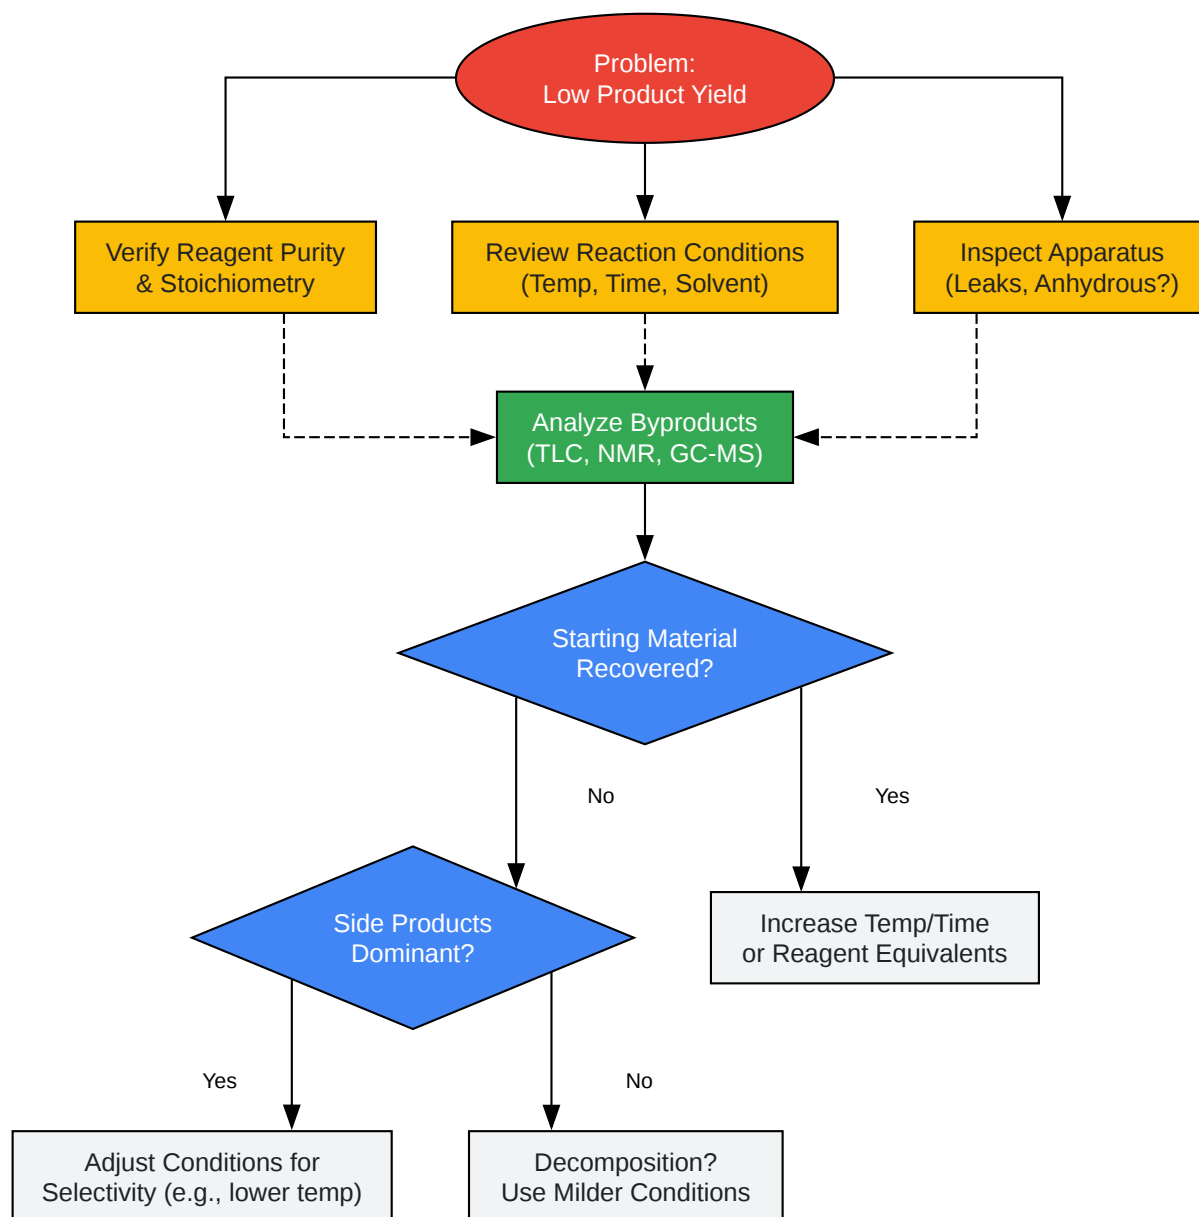 Problem:
Low Product Yield
Verify Reagent Purity
& Stoichiometry
Review Reaction Conditions
(Temp, Time, Solvent)
Inspect Apparatus
(Leaks, Anhydrous?)
Analyze Byproducts
(TLC, NMR, GC-MS)
Starting Material
Recovered?
No
Yes
Side Products
Dominant?
Increase Temp/Time
or Reagent Equivalents
Yes
No
Adjust Conditions for
Selectivity (e.g., lower temp)
Decomposition?
Use Milder Conditions